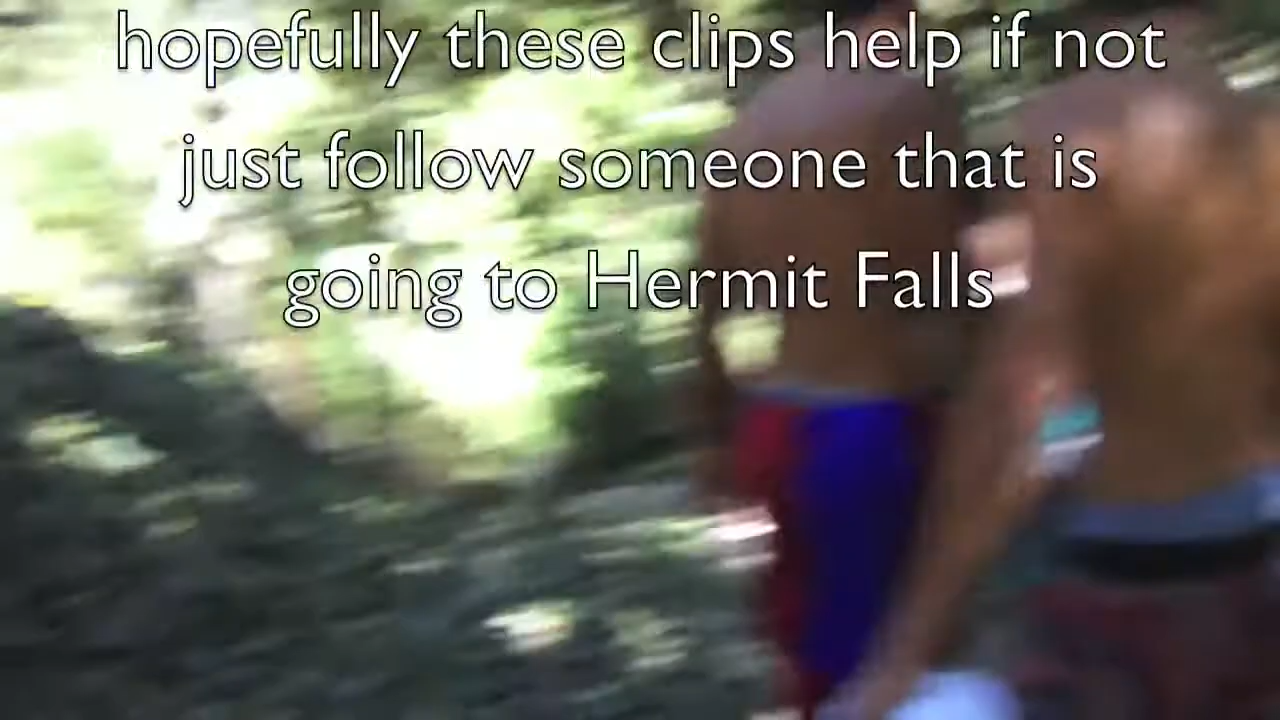 hopefully these clips help if not
just follow someone that is
going to Hermit Falls